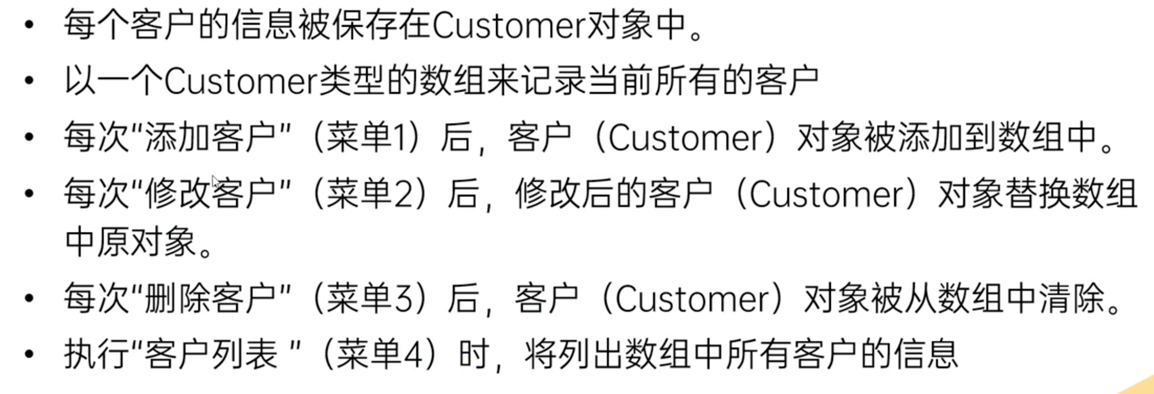 • 每个客户的信息被保存在Customer对象中。
• 以一个Customer类型的数组来记录当前所有的客户
• 每次“添加客户”（菜单1）后，客户（Customer）对象被添加到数组中。
• 每次“修改客户”（菜单2）后，修改后的客户（Customer）对象替换数组
中原对象。
• 每次“删除客户”（菜单3）后，客户（Customer）对象被从数组中清除。
• 执行“客户列表 ”（菜单4）时，将列出数组中所有客户的信息